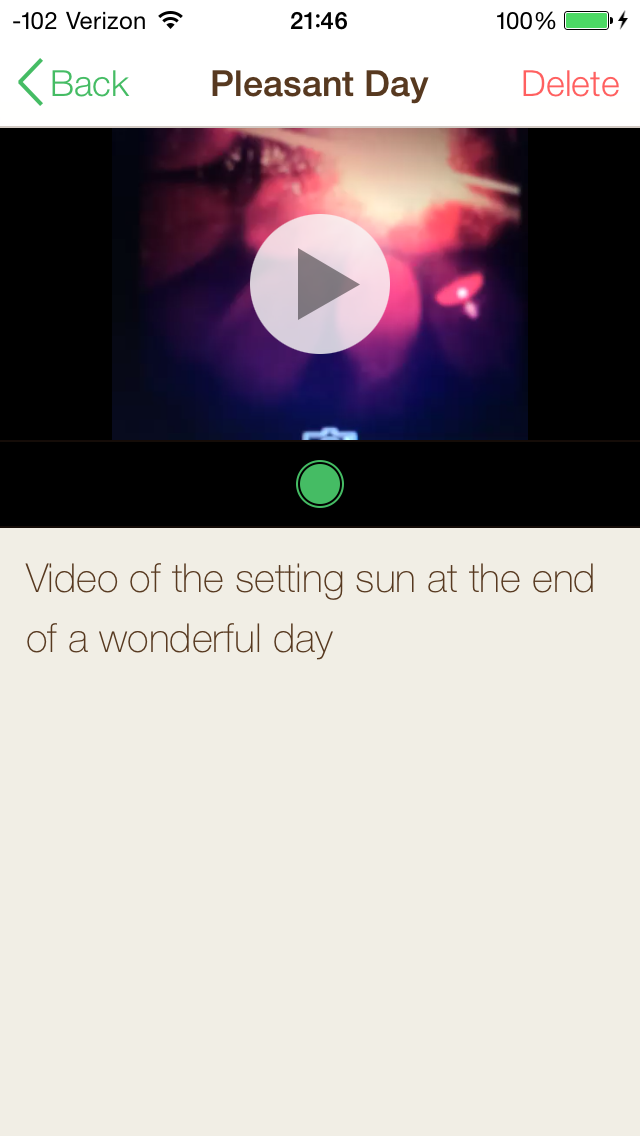 -102 Verizon 21:46 100%
Back Pleasant Day Delete
Video of the setting sun at the end
of a wonderful day